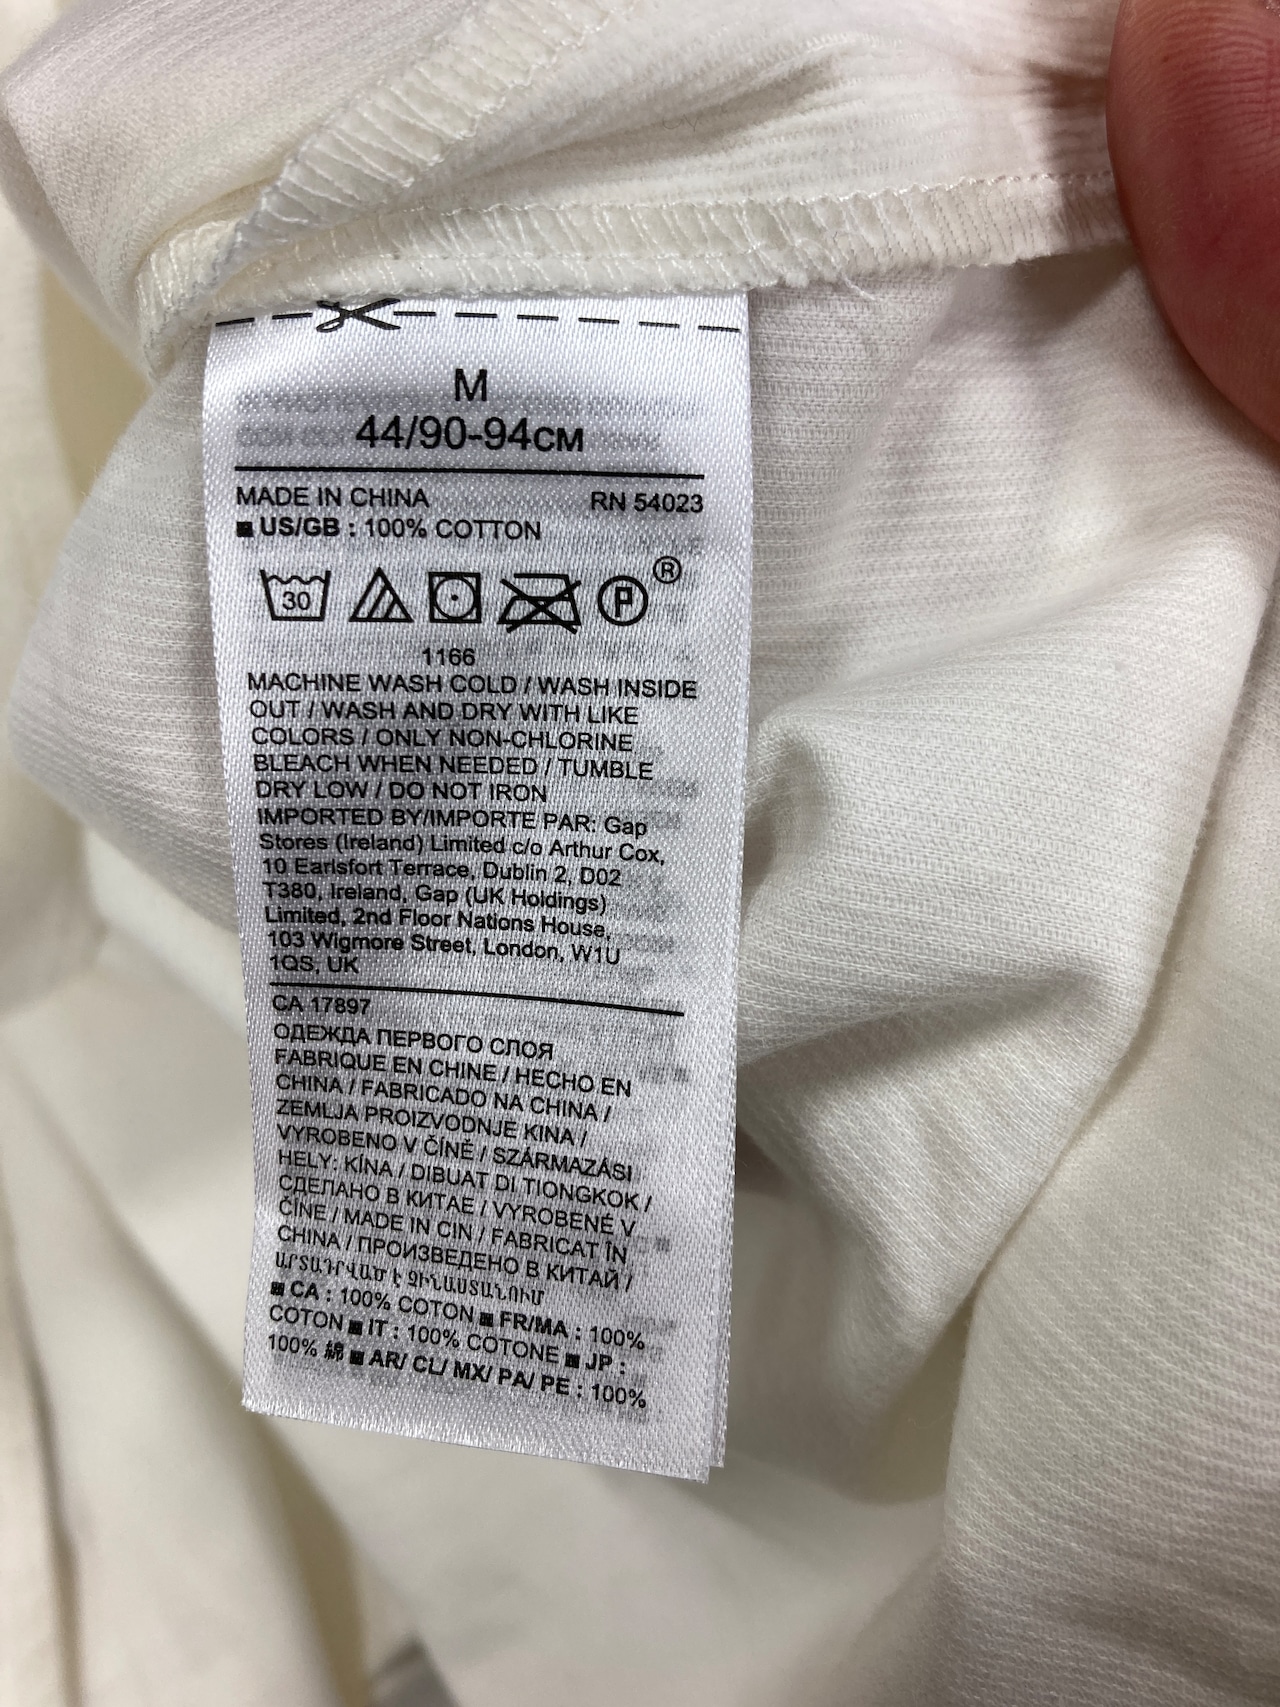 M
44/90-94CM
MADE IN CHINA RN 54023
■ US/GB : 100% COTTON
30 P ®
1166
MACHINE WASH COLD / WASH INSIDE
OUT / WASH AND DRY WITH LIKE
COLORS / ONLY NON-CHLORINE
BLEACH WHEN NEEDED / TUMBLE
DRY LOW / DO NOT IRON
IMPORTED BY/IMPORTE PAR: Gap
Stores (Ireland) Limited c/o Arthur Cox,
10 Earlsfort Terrace, Dublin 2, D02
T380, Ireland, Gap (UK Holdings)
Limited, 2nd Floor Nations House,
103 Wigmore Street, London, W1U
1QS, UK
CA 17897
ОДЕЖДА ПЕРВОГО СЛОЯ
FABRIQUE EN CHINE / HECHO EN
CHINA / FABRICADO NA CHINA /
ZEMLJA PROIZVODNJE KINA /
VYROBENO V ČÍNĚ / SZÁRMAZÁSI
HELY: KÍNA / DIBUAT DI TIONGKOK /
СДЕЛАНО В КИТАЕ / VYROBENÉ V
ČÍNE / MADE IN CIN / FABRICAT ÎN
CHINA / ПРОИЗВЕДЕНО В КИТАЙ /
ԱՐՏԱԴՐՎԱԾ Է ՉԻՆԱՍՏԱՆՈՒՄ
■ CA : 100% COTON ■ FR/MA : 100%
COTON ■ IT : 100% COTONE ■ JP :
100% 綿 ■ AR/ CL/ MX/ PA/ PE : 100%